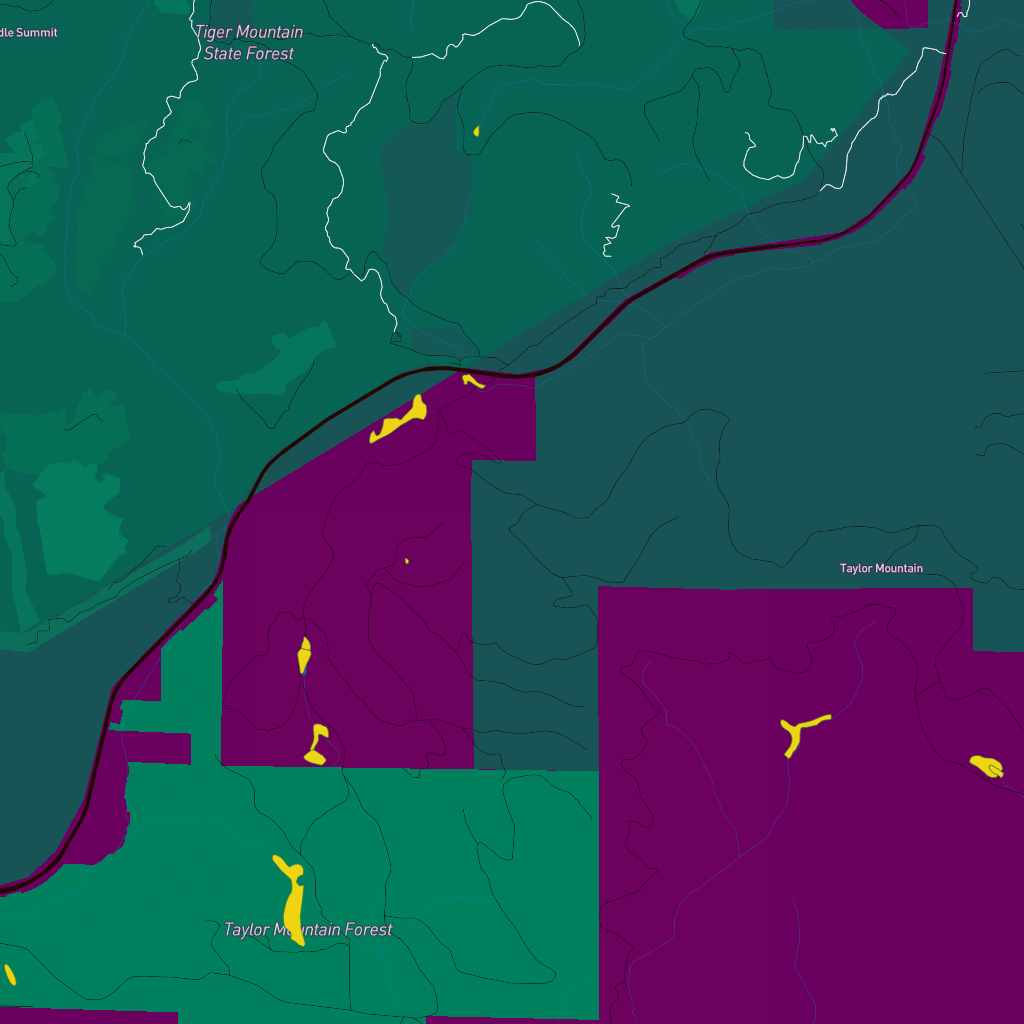 Tiger Mountain
State Forest
dle Summit
Taylor Mountain
Taylor Mountain Forest